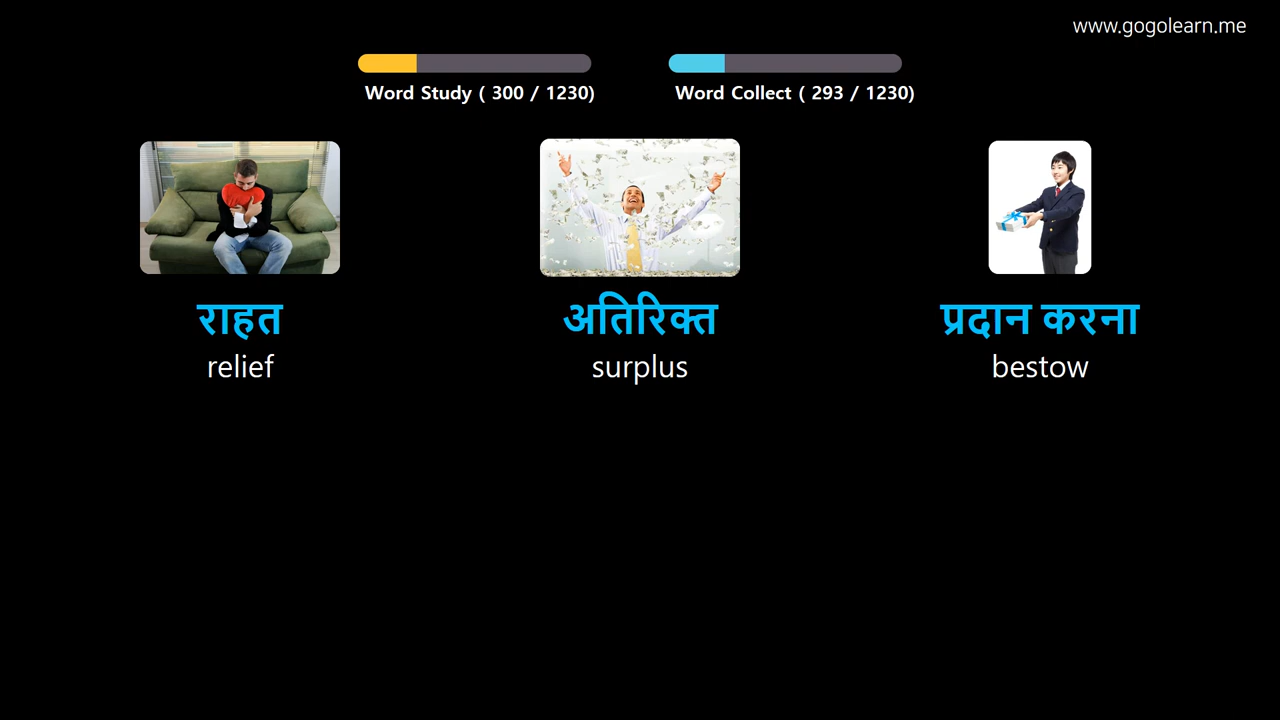 www.gogolearn.me
Word Study ( 300 / 1230)
Word Collect ( 293 / 1230)
राहत
relief
अतिरिक्त
surplus
प्रदान करना
bestow